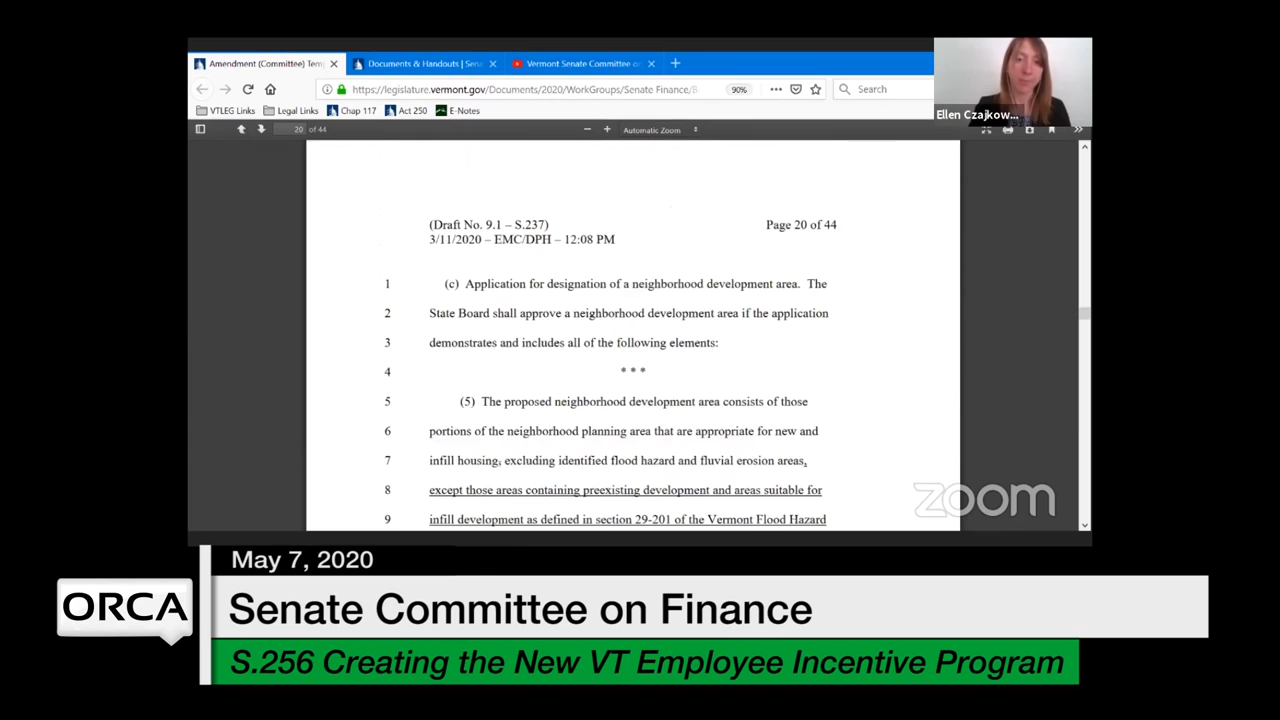 Amendment (Committee) Tem
Documents & Handouts | Sen
Vermont Senate Committee o
https://legislature.vermont.gov/Documents/2020/WorkGroups/Senate Finance/
90%
Search
VTLEG Links
Legal Links
Chap 117
Act 250
E-Notes
Ellen Czajkow...
20 of 44
Automatic Zoom
(Draft No. 9.1 – S.237)
Page 20 of 44
3/11/2020 – EMC/DPH – 12:08 PM
1 (c) Application for designation of a neighborhood development area. The
2 State Board shall approve a neighborhood development area if the application
3 demonstrates and includes all of the following elements:
4 * * *
5 (5) The proposed neighborhood development area consists of those
6 portions of the neighborhood planning area that are appropriate for new and
7 infill housing, excluding identified flood hazard and fluvial erosion areas,
8 except those areas containing preexisting development and areas suitable for
9 infill development as defined in section 29-201 of the Vermont Flood Hazard
zoom
May 7, 2020
ORCA
Senate Committee on Finance
S.256 Creating the New VT Employee Incentive Program